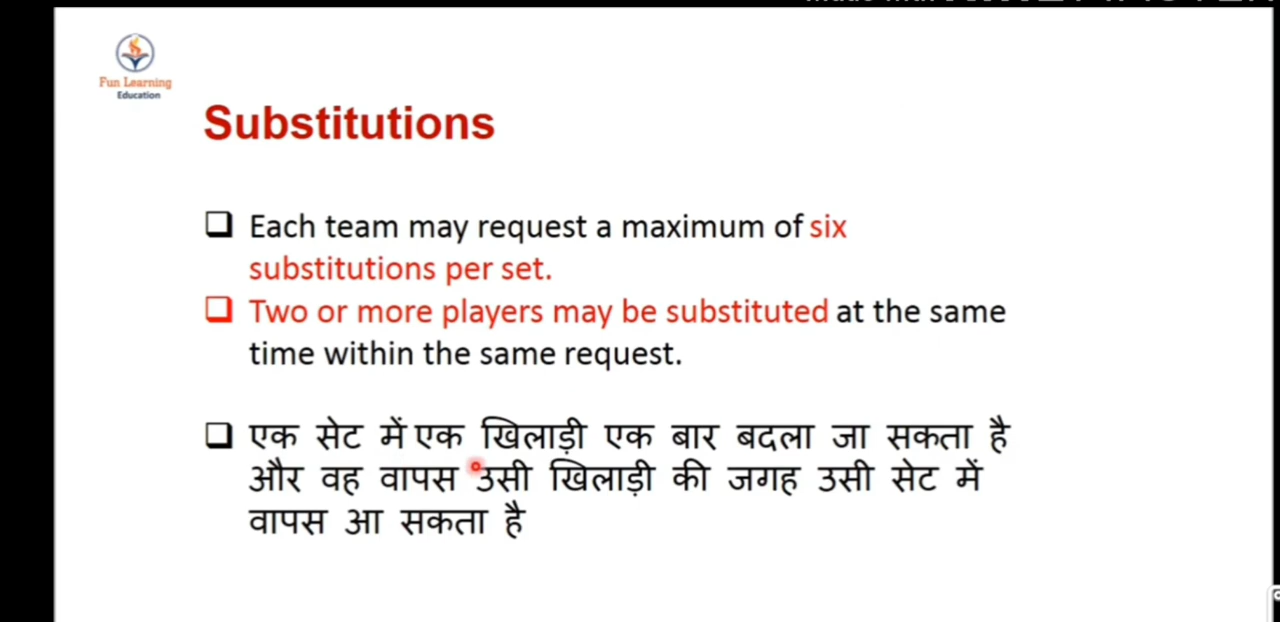 Fun Learning
Education
Substitutions
Each team may request a maximum of six
substitutions per set.
Two or more players may be substituted at the same
time within the same request.
एक सेट में एक खिलाड़ी एक बार बदला जा सकता है
और वह वापस उसी खिलाड़ी की जगह उसी सेट में
वापस आ सकता है